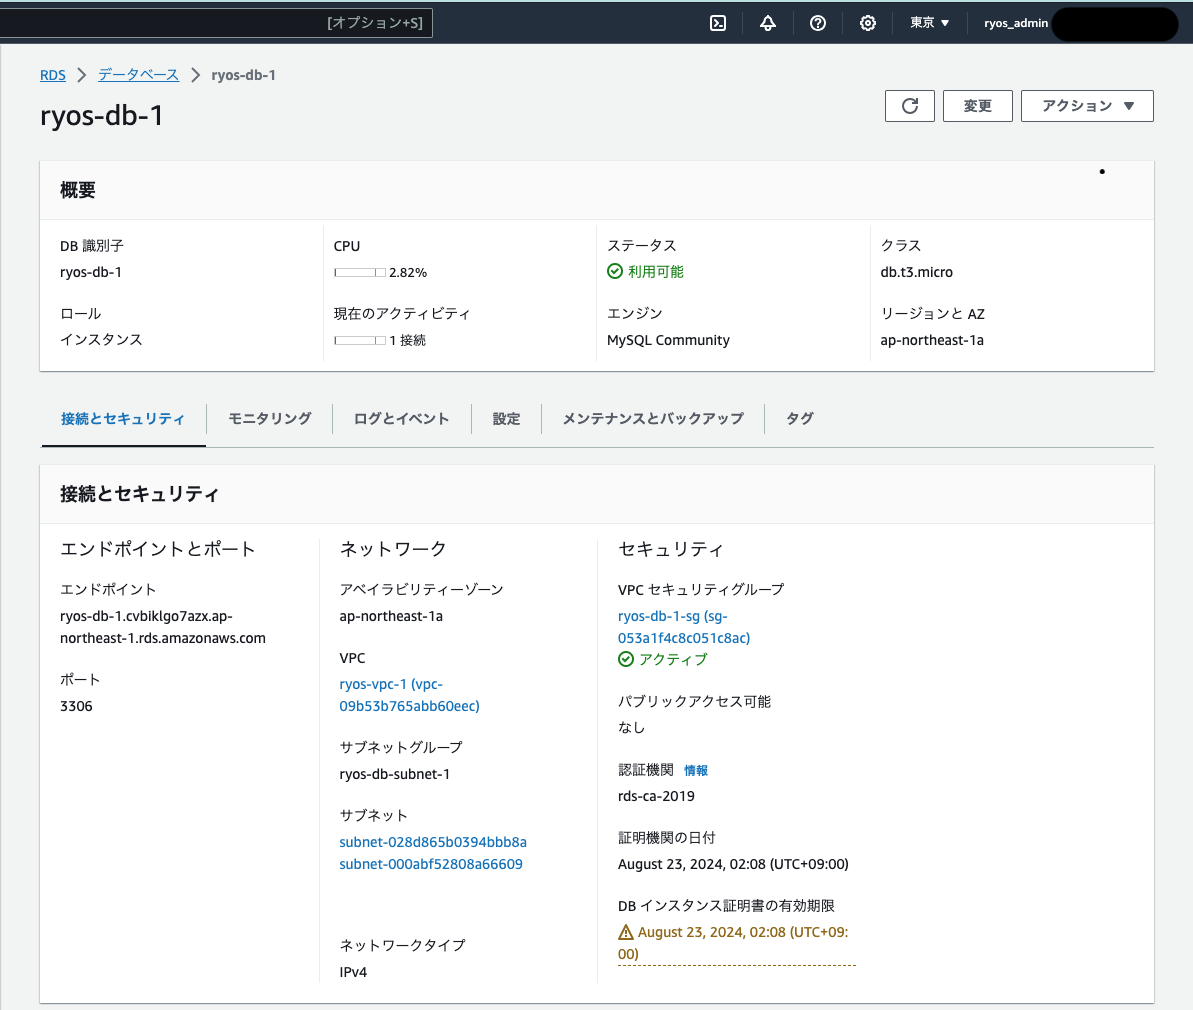 [オプション+S]
東京 ▼
ryos_admin
RDS > データベース > ryos-db-1
ryos-db-1
変更
アクション ▼
概要
DB 識別子
ryos-db-1
ロール
インスタンス
CPU
2.82%
現在のアクティビティ
1 接続
ステータス
利用可能
エンジン
MySQL Community
クラス
db.t3.micro
リージョンと AZ
ap-northeast-1a
接続とセキュリティ
モニタリング
ログとイベント
設定
メンテナンスとバックアップ
タグ
接続とセキュリティ
エンドポイントとポート
エンドポイント
ryos-db-1.cvbiklgo7azx.ap-
northeast-1.rds.amazonaws.com
ポート
3306
ネットワーク
アベイラビリティーゾーン
ap-northeast-1a
VPC
ryos-vpc-1 (vpc-
09b53b765abb60eec)
サブネットグループ
ryos-db-subnet-1
サブネット
subnet-028d865b0394bbb8a
subnet-000abf52808a66609
ネットワークタイプ
IPv4
セキュリティ
VPC セキュリティグループ
ryos-db-1-sg (sg-
053a1f4c8c051c8ac)
アクティブ
パブリックアクセス可能
なし
認証機関 情報
rds-ca-2019
証明機関の日付
August 23, 2024, 02:08 (UTC+09:00)
DB インスタンス証明書の有効期限
August 23, 2024, 02:08 (UTC+09:
00)